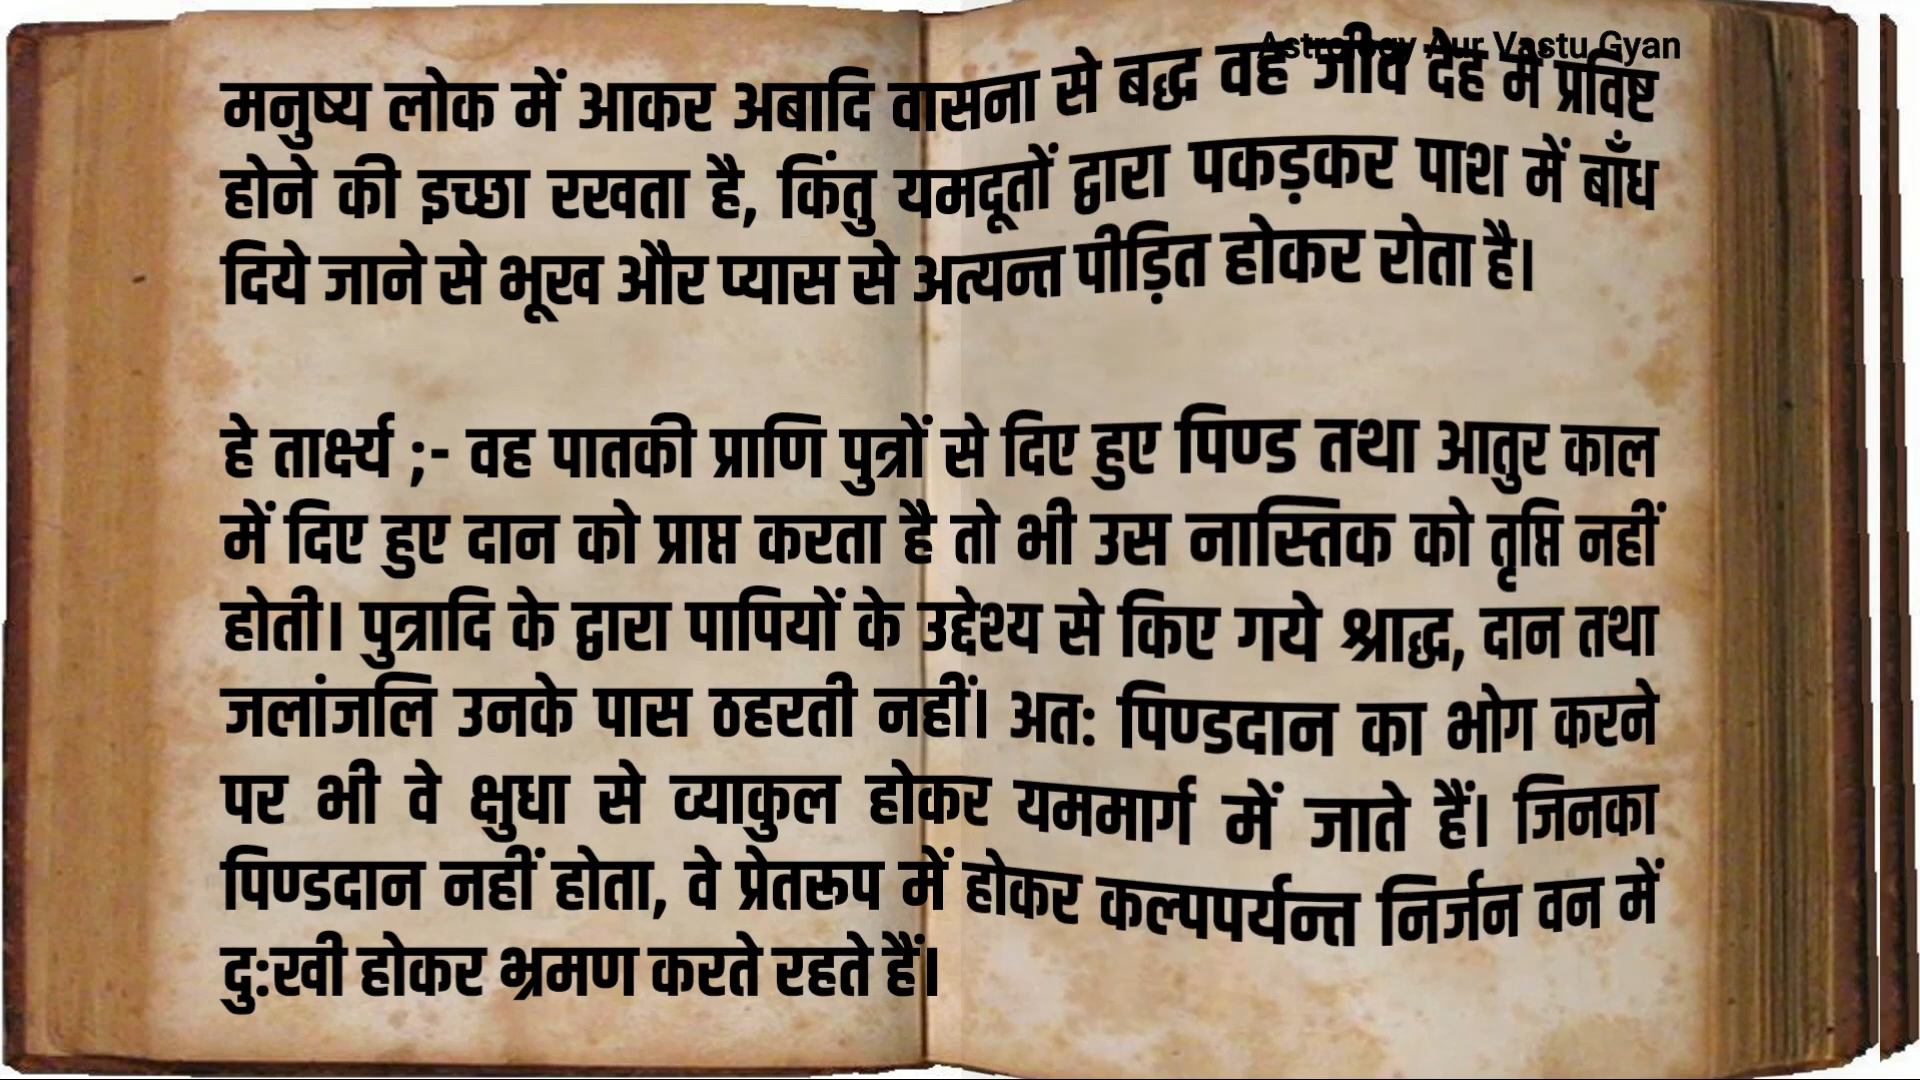 Astrology Aur Vastu Gyan
मनुष्य लोक में आकर अबादि वासना से बद्ध वह जीव देह में प्रविष्ट
होने की इच्छा रखता है, किंतु यमदूतों द्वारा पकड़कर पाश में बाँध
दिये जाने से भूख और प्यास से अत्यन्त पीड़ित होकर रोता है।
हे तार्क्ष्य ;- वह पातकी प्राणि पुत्रों से दिए हुए पिण्ड तथा आतुर काल
में दिए हुए दान को प्राप्त करता है तो भी उस नास्तिक को तृप्ति नहीं
होती। पुत्रादि के द्वारा पापियों के उद्देश्य से किए गये श्राद्ध, दान तथा
जलांजलि उनके पास ठहरती नहीं। अत: पिण्डदान का भोग करने
पर भी वे क्षुधा से व्याकुल होकर यममार्ग में जाते हैं। जिनका
पिण्डदान नहीं होता, वे प्रेतरूप में होकर कल्पपर्यन्त निर्जन वन में
दु:खी होकर भ्रमण करते रहते हैं।